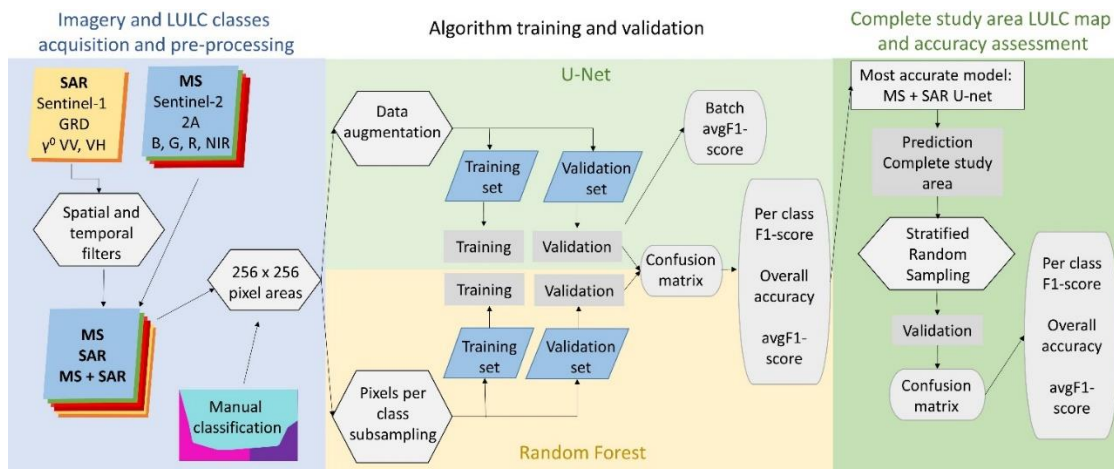 Imagery and LULC classes
acquisition and pre-processing
SAR
Sentinel-1
GRD
γ⁰ VV, VH
MS
Sentinel-2
2A
B, G, R, NIR
Spatial and
temporal
filters
MS
SAR
MS + SAR
256 x 256
pixel areas
Manual
classification
Algorithm training and validation
U-Net
Data
augmentation
Training
set
Validation
set
Batch
avgF1-
score
Training
Validation
Training
Validation
Training
set
Validation
set
Pixels per
class
subsampling
Random Forest
Confusion
matrix
Per class
F1-score
Overall
accuracy
avgF1-
score
Complete study area LULC map
and accuracy assessment
Most accurate model:
MS + SAR U-net
Prediction
Complete study
area
Stratified
Random
Sampling
Validation
Confusion
matrix
Per class
F1-score
Overall
accuracy
avgF1-
score